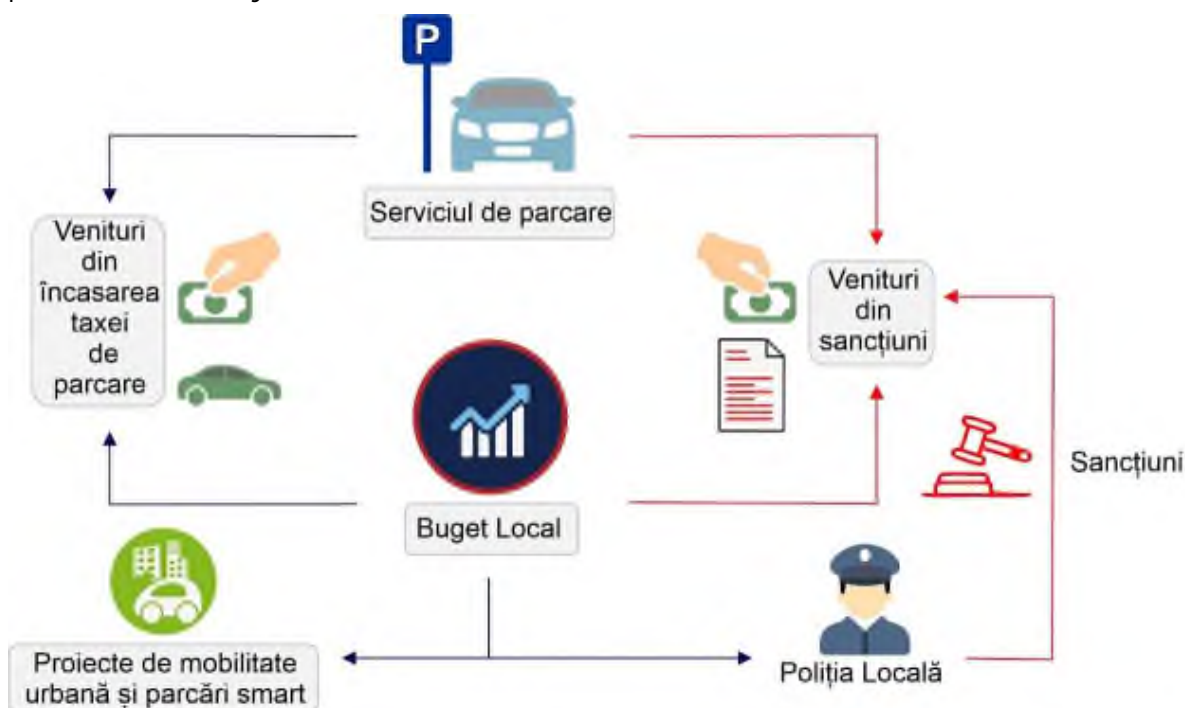 P
Serviciul de parcare
Venituri
din
încasarea
taxei
de
parcare
Venituri
din
sancțiuni
Sancțiuni
Buget Local
Proiecte de mobilitate
urbană și parcări smart
Poliția Locală